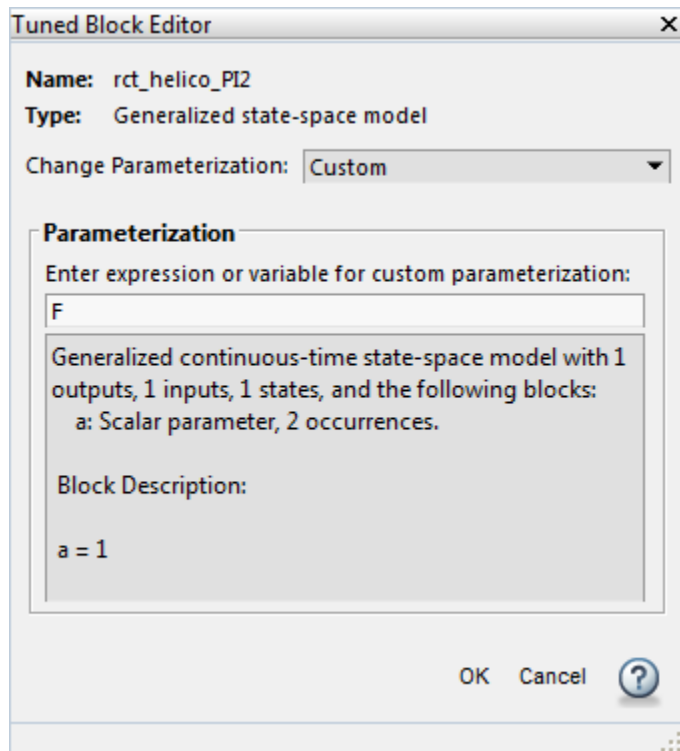 Tuned Block Editor
Name: rct_helico_PI2
Type: Generalized state-space model
Change Parameterization: Custom
Parameterization
Enter expression or variable for custom parameterization:
F
Generalized continuous-time state-space model with 1
outputs, 1 inputs, 1 states, and the following blocks:
a: Scalar parameter, 2 occurrences.
Block Description:
a = 1
OK Cancel ?